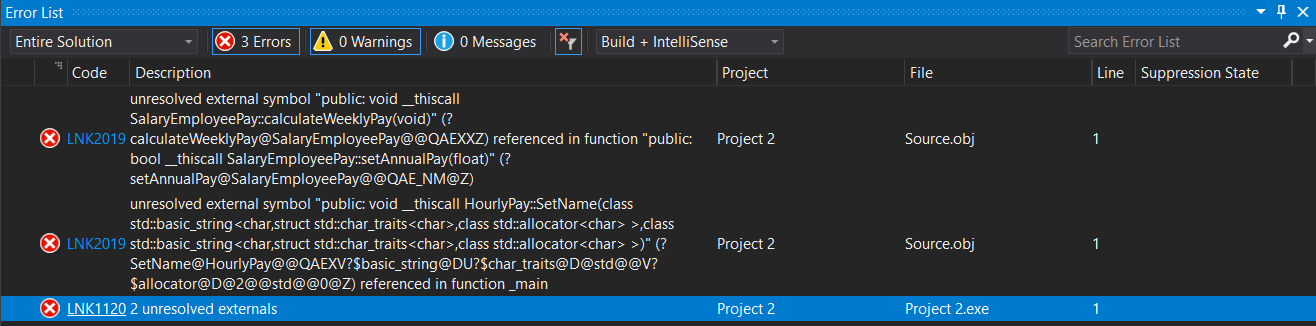 Error List
Entire Solution 3 Errors 0 Warnings 0 Messages Build + IntelliSense Search Error List
Code Description Project File Line Suppression State
unresolved external symbol "public: void __thiscall
SalaryEmployeePay::calculateWeeklyPay(void)" (?
LNK2019 calculateWeeklyPay@SalaryEmployeePay@@QAEXXZ) referenced in function "public: Project 2 Source.obj 1
bool __thiscall SalaryEmployeePay::setAnnualPay(float)" (?
setAnnualPay@SalaryEmployeePay@@QAE_NM@Z)
unresolved external symbol "public: void __thiscall HourlyPay::SetName(class
std::basic_string<char,struct std::char_traits<char>,class std::allocator<char> >,class
LNK2019 std::basic_string<char,struct std::char_traits<char>,class std::allocator<char> >)" (? Project 2 Source.obj 1
SetName@HourlyPay@@QAEXV?$basic_string@DU?$char_traits@D@std@@V?
$allocator@D@2@@std@@0@Z) referenced in function _main
LNK1120 2 unresolved externals Project 2 Project 2.exe 1